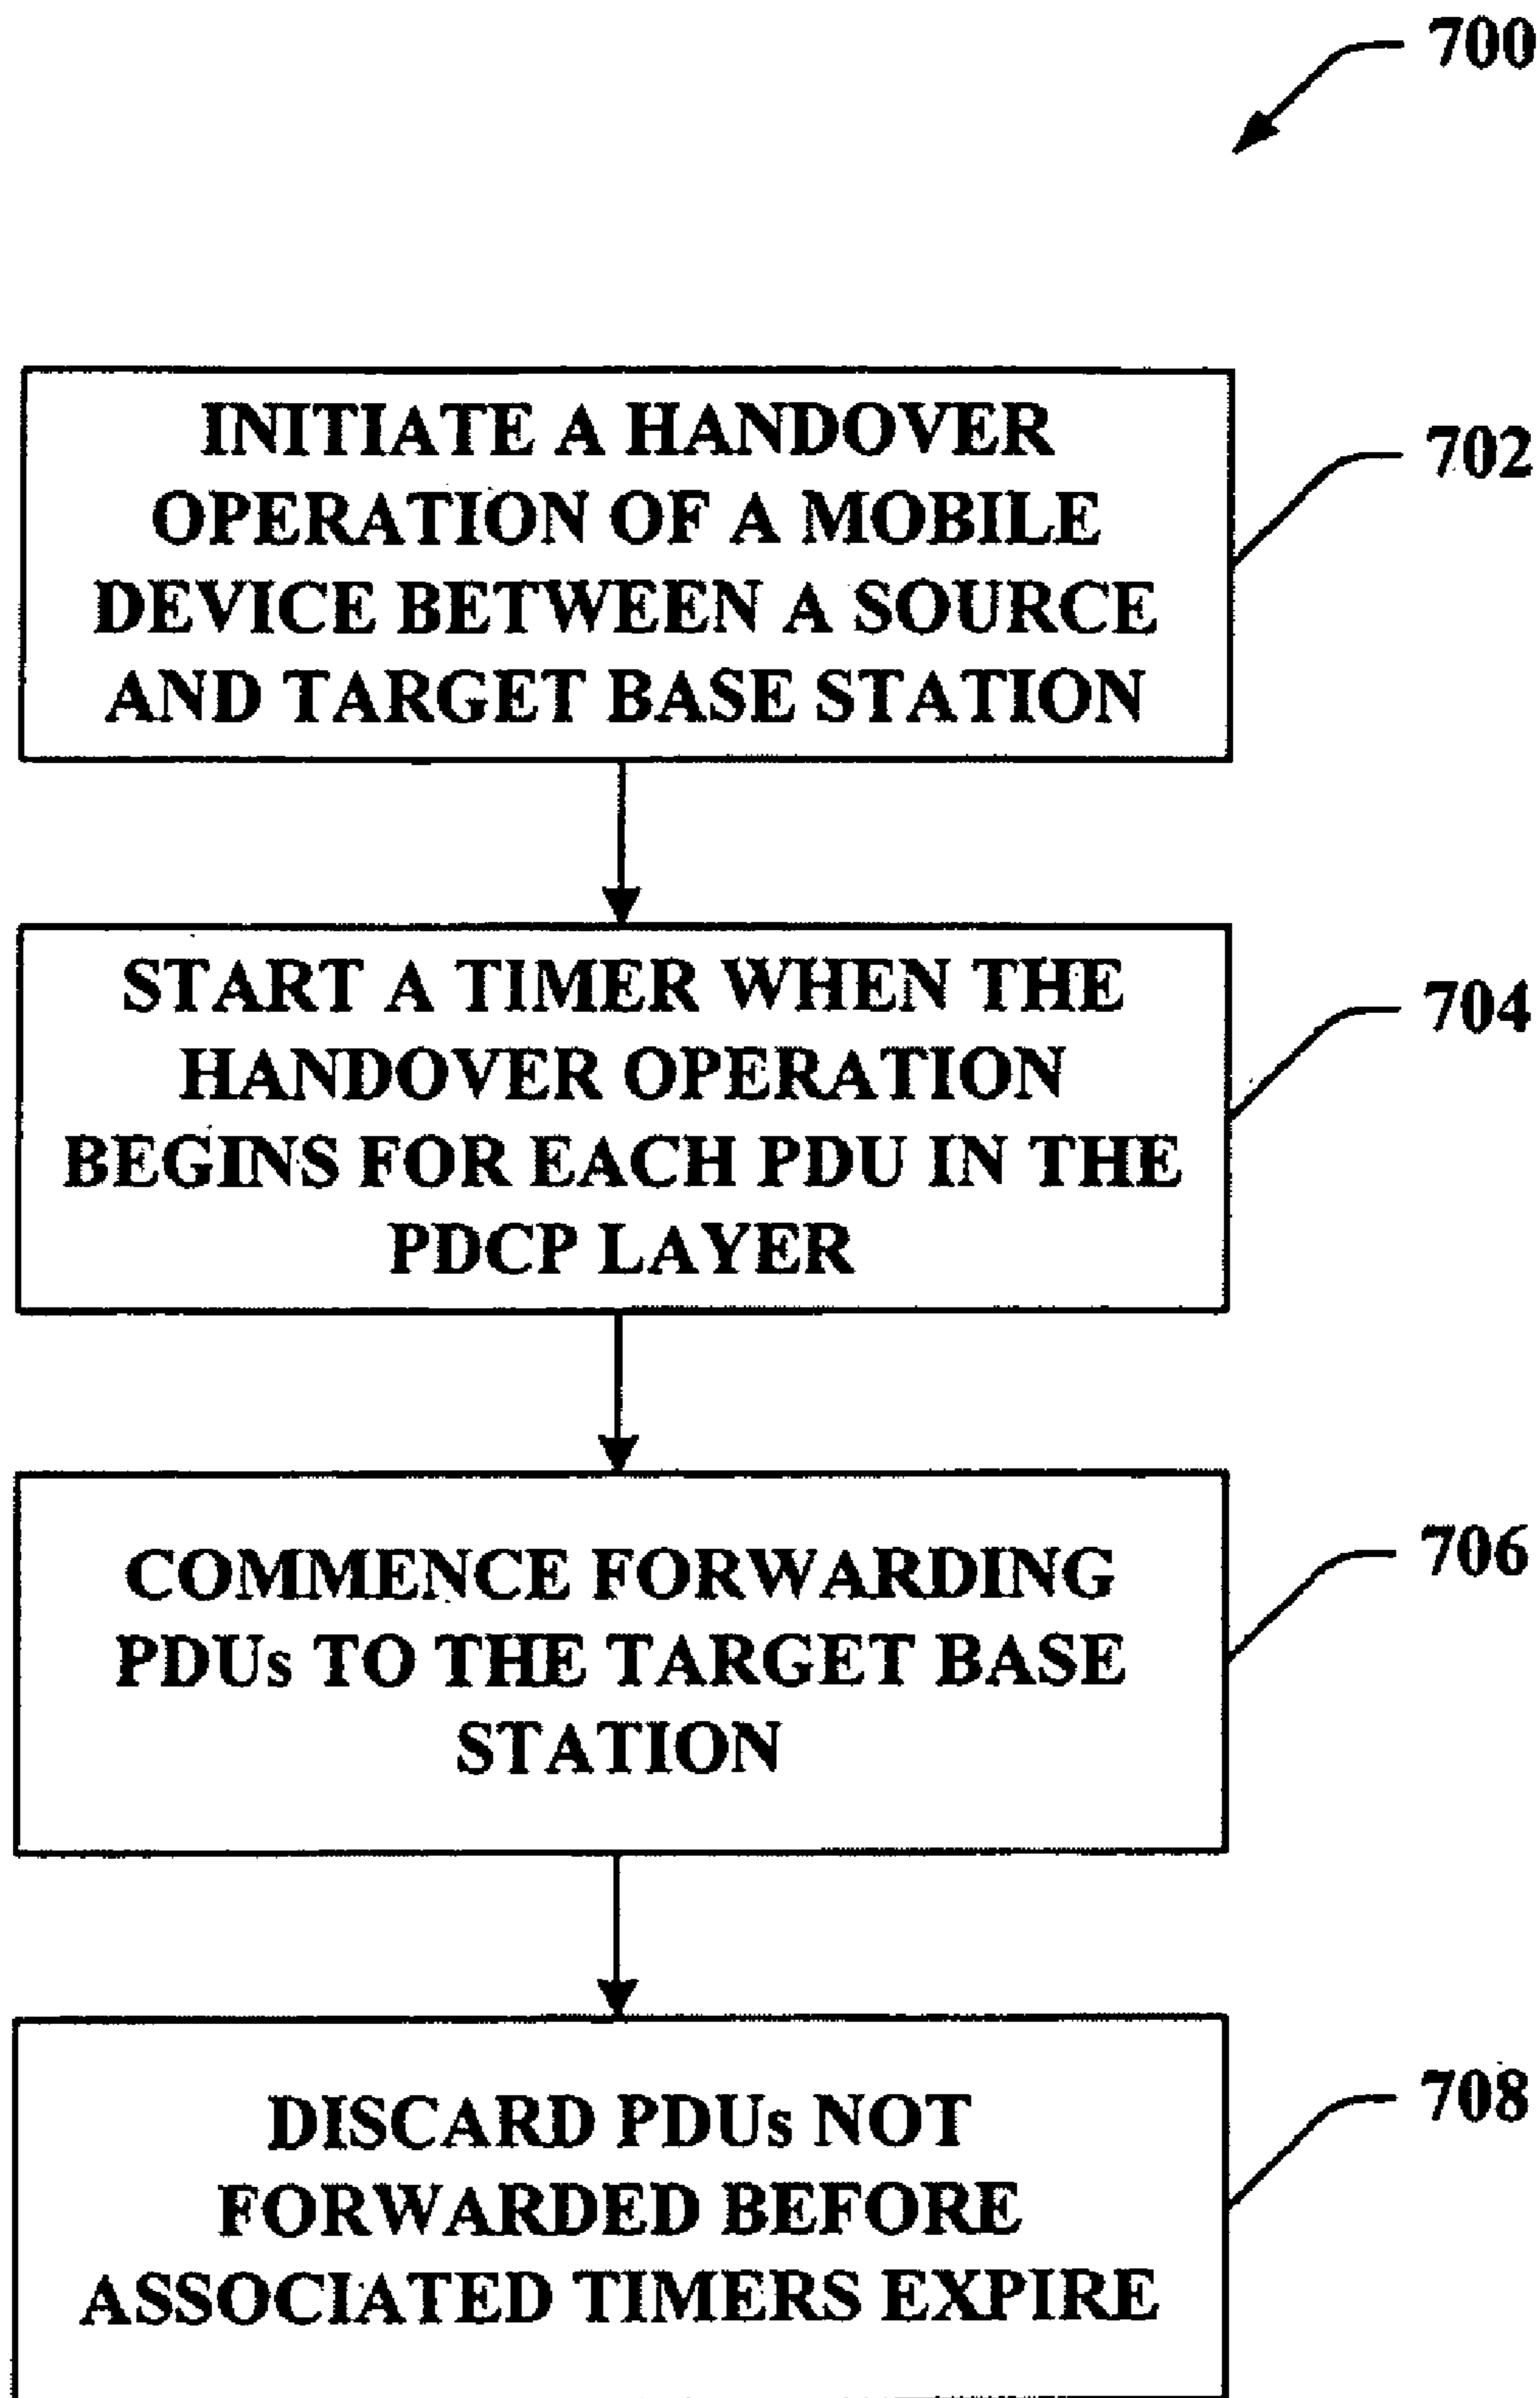 700
INITIATE A HANDOVER
OPERATION OF A MOBILE
DEVICE BETWEEN A SOURCE
AND TARGET BASE STATION
702
START A TIMER WHEN THE
HANDOVER OPERATION
BEGINS FOR EACH PDU IN THE
PDCP LAYER
704
COMMENCE FORWARDING
PDUs TO THE TARGET BASE
STATION
706
DISCARD PDUs NOT
FORWARDED BEFORE
ASSOCIATED TIMERS EXPIRE
708